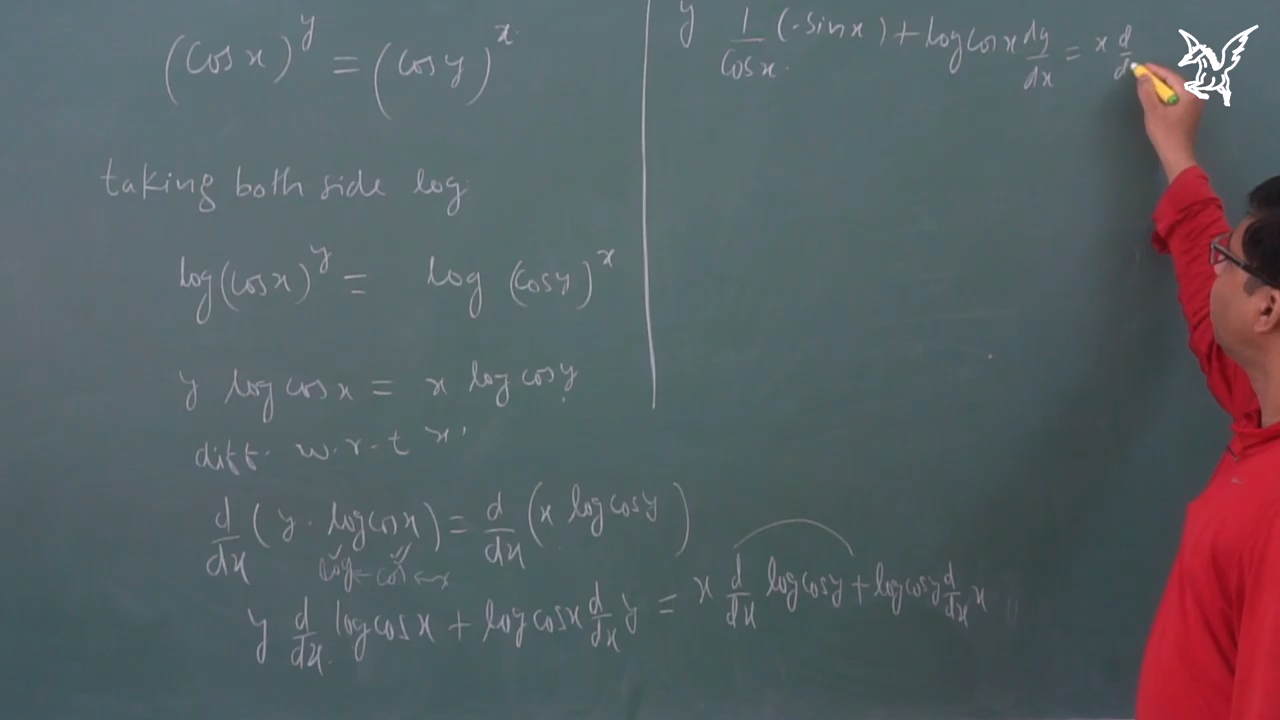 (cos x)^y = (cos y)^x
taking both side log
log(cos x)^y = log (cos y)^x
y log cos x = x log cos y
diff. w.r.t x.
d/dx ( y . log cos x) = d/dx (x log cos y)
log cos x
y d/dx log cos x + log cos x d/dx y = x d/dx log cos y + log cos y d/dx x
y 1/cos x (-sin x) + log cos x dy/dx = x d/d